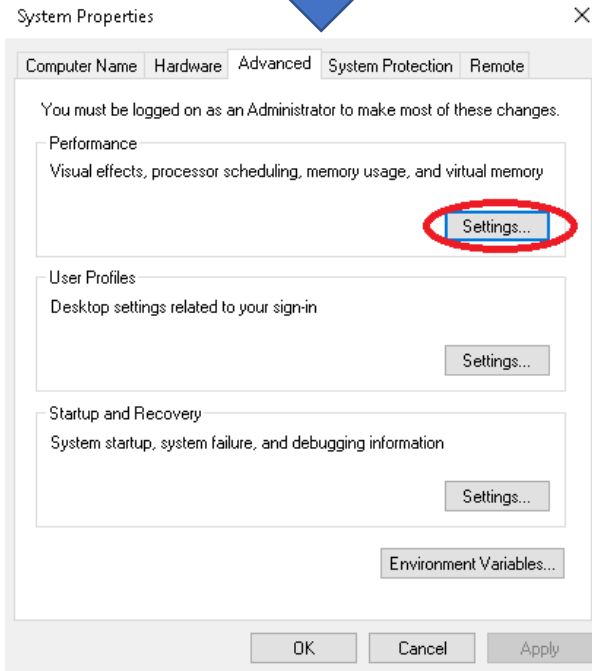 System Properties
Computer Name Hardware Advanced System Protection Remote
You must be logged on as an Administrator to make most of these changes.
Performance
Visual effects, processor scheduling, memory usage, and virtual memory
Settings...
User Profiles
Desktop settings related to your sign-in
Settings...
Startup and Recovery
System startup, system failure, and debugging information
Settings...
Environment Variables...
OK Cancel Apply